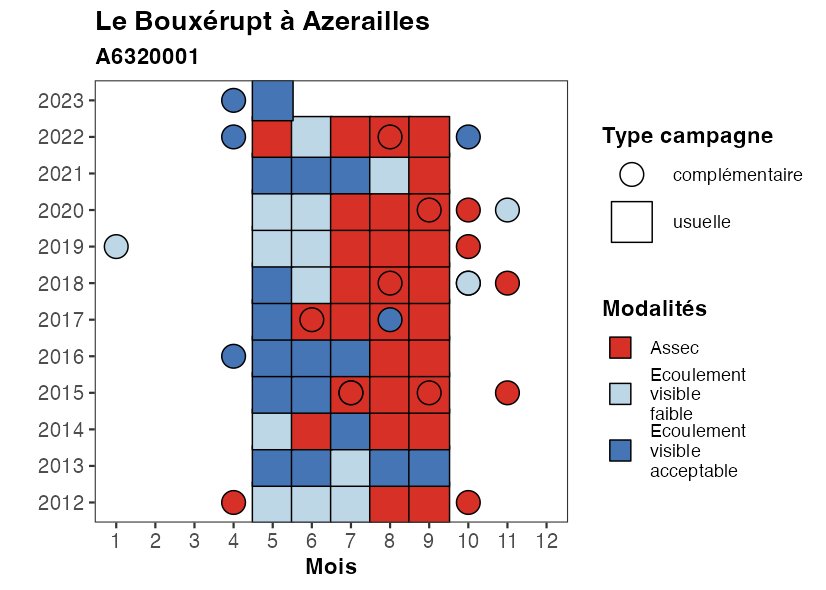 Le Bouxérupt à Azerailles
A6320001
2023
2022
2021
2020
2019
2018
2017
2016
2015
2014
2013
2012
1 2 3 4 5 6 7 8 9 10 11 12
Mois
Type campagne
complémentaire
usuelle
Modalités
Assec
Ecoulement
visible
faible
Ecoulement
visible
acceptable